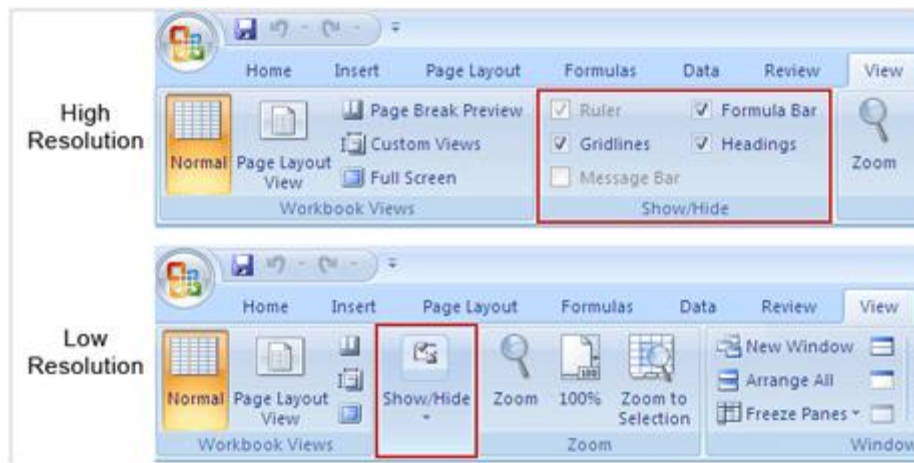 High
Resolution
Home Insert Page Layout Formulas Data Review View
Normal
Page Layout
View
Page Break Preview
Custom Views
Full Screen
Workbook Views
Ruler
Formula Bar
Gridlines
Headings
Message Bar
Show/Hide
Zoom
Low
Resolution
Home Insert Page Layout Formulas Data Review View
Normal
Page Layout
View
Workbook Views
Show/Hide
Zoom
100%
100
Zoom to
Selection
Zoom
New Window
Arrange All
Freeze Panes
Window